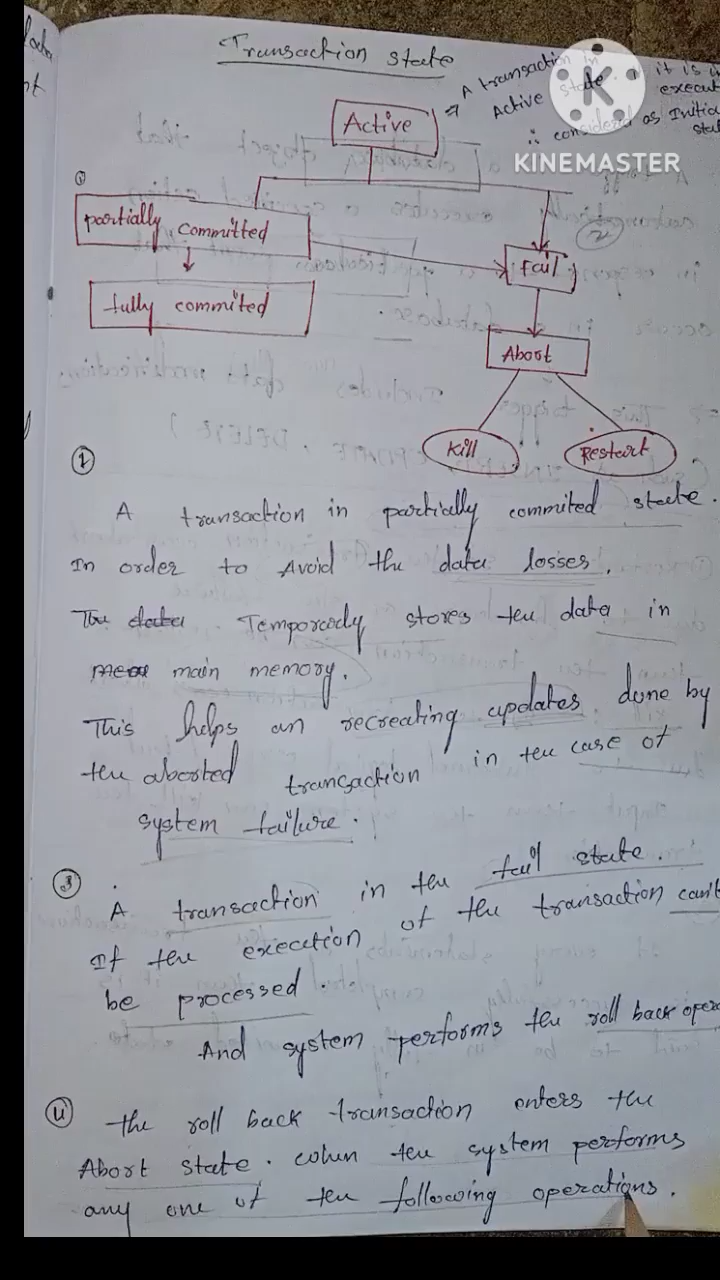 Transaction state
⇒ A transaction in
Active state it is
execut
∴ considerd as Initia
KINEMASTER
Active
①
partially committed
②
Fail
fully commited
Abort
Kill
Restart
②
A transaction in partially commited state.
In order to Avoid the data losses.
The data Temporcedy stores the data in
main memory.
This helps an recreating updates done by
the aborted transaction in the case of
system failure.
③
A transaction in the fail state.
If the execution of the transaction can't
be processed.
And system performs the roll back oper
④
the roll back transaction enters the
Abort state. when the system performs
any one of the following operations.